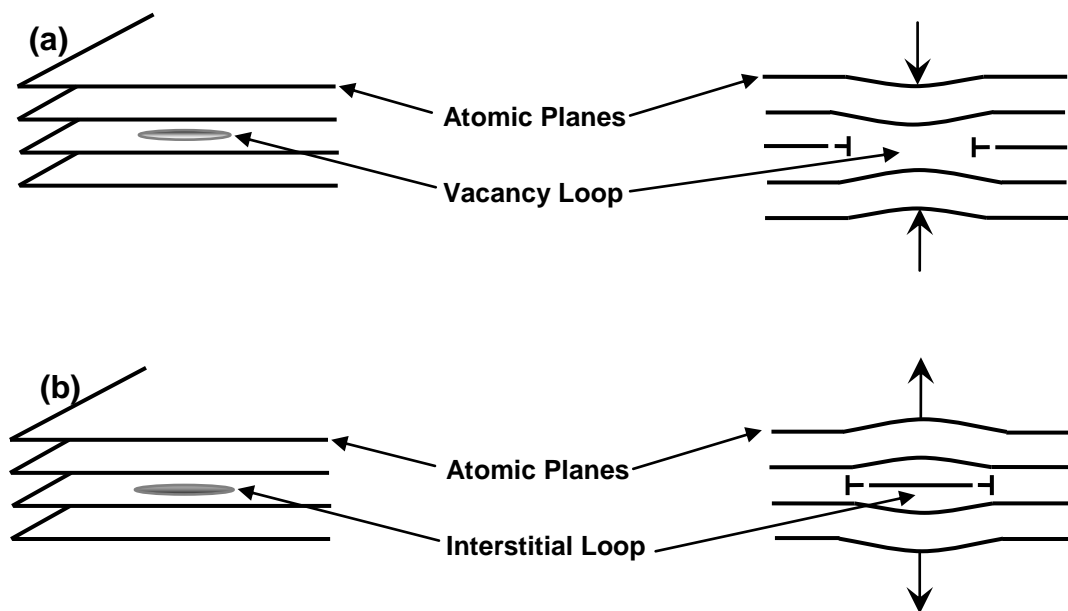 (a)
Atomic Planes
Vacancy Loop
(b)
Atomic Planes
Interstitial Loop